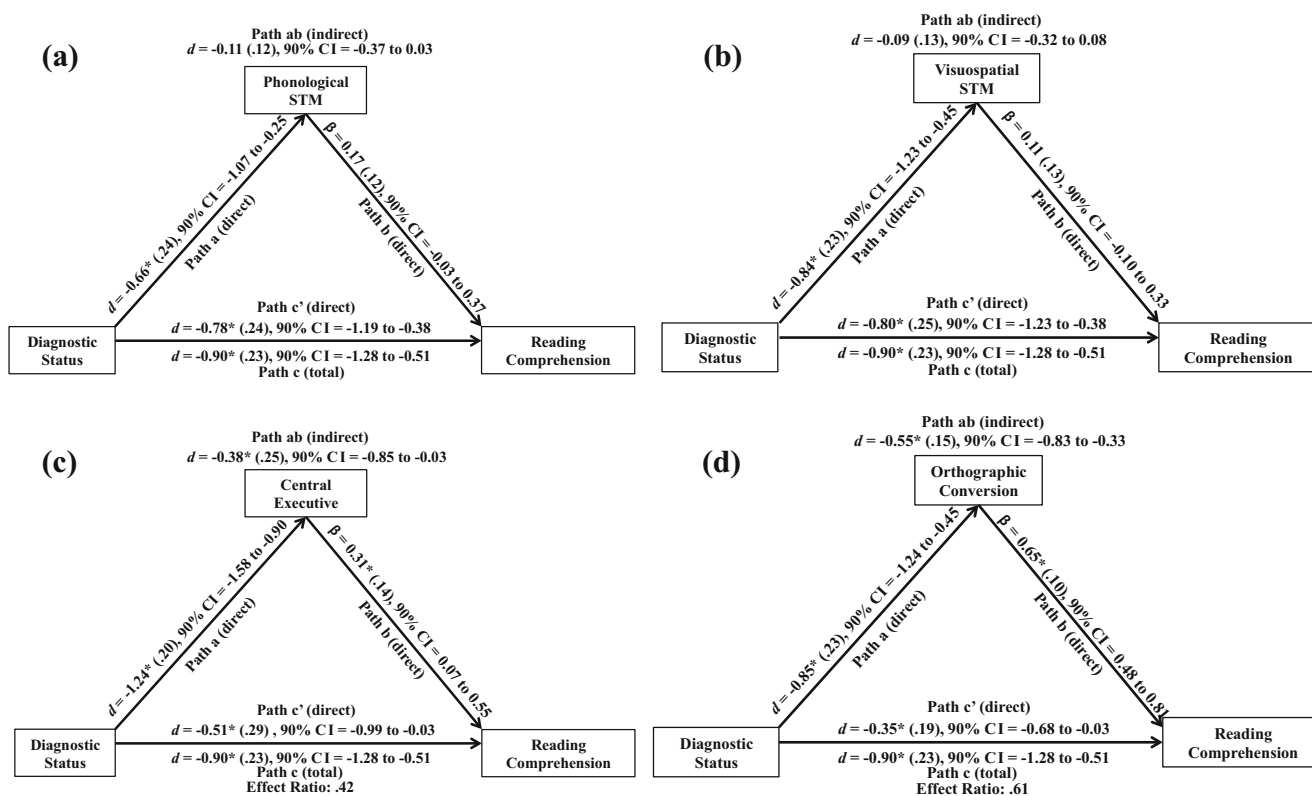 (a)
Path ab (indirect)
d = -0.11 (.12), 90% CI = -0.37 to 0.03
Phonological
STM
d = -0.66* (.24), 90% CI = -1.07 to -0.25
Path a (direct)
β = 0.17 (.12), 90% CI = -0.03 to 0.37
Path b (direct)
Diagnostic
Status
Path c’ (direct)
d = -0.78* (.24), 90% CI = -1.19 to -0.38
d = -0.90* (.23), 90% CI = -1.28 to -0.51
Path c (total)
Reading
Comprehension
(b)
Path ab (indirect)
d = -0.09 (.13), 90% CI = -0.32 to 0.08
Visuospatial
STM
d = -0.84* (.23), 90% CI = -1.23 to -0.45
Path a (direct)
β = 0.11 (.13), 90% CI = -0.10 to 0.33
Path b (direct)
Diagnostic
Status
Path c’ (direct)
d = -0.80* (.25), 90% CI = -1.23 to -0.38
d = -0.90* (.23), 90% CI = -1.28 to -0.51
Path c (total)
Reading
Comprehension
(c)
Path ab (indirect)
d = -0.38* (.25), 90% CI = -0.85 to -0.03
Central
Executive
d = -1.24* (.20), 90% CI = -1.58 to -0.90
Path a (direct)
β = 0.31* (.14), 90% CI = 0.07 to 0.55
Path b (direct)
Diagnostic
Status
Path c’ (direct)
d = -0.51* (.29) , 90% CI = -0.99 to -0.03
d = -0.90* (.23), 90% CI = -1.28 to -0.51
Path c (total)
Effect Ratio: .42
Reading
Comprehension
(d)
Path ab (indirect)
d = -0.55* (.15), 90% CI = -0.83 to -0.33
Orthographic
Conversion
d = -0.85* (.23), 90% CI = -1.24 to -0.45
Path a (direct)
β = 0.65* (.10), 90% CI = 0.48 to 0.81
Path b (direct)
Diagnostic
Status
Path c’ (direct)
d = -0.35* (.19), 90% CI = -0.68 to -0.03
d = -0.90* (.23), 90% CI = -1.28 to -0.51
Path c (total)
Effect Ratio: .61
Reading
Comprehension